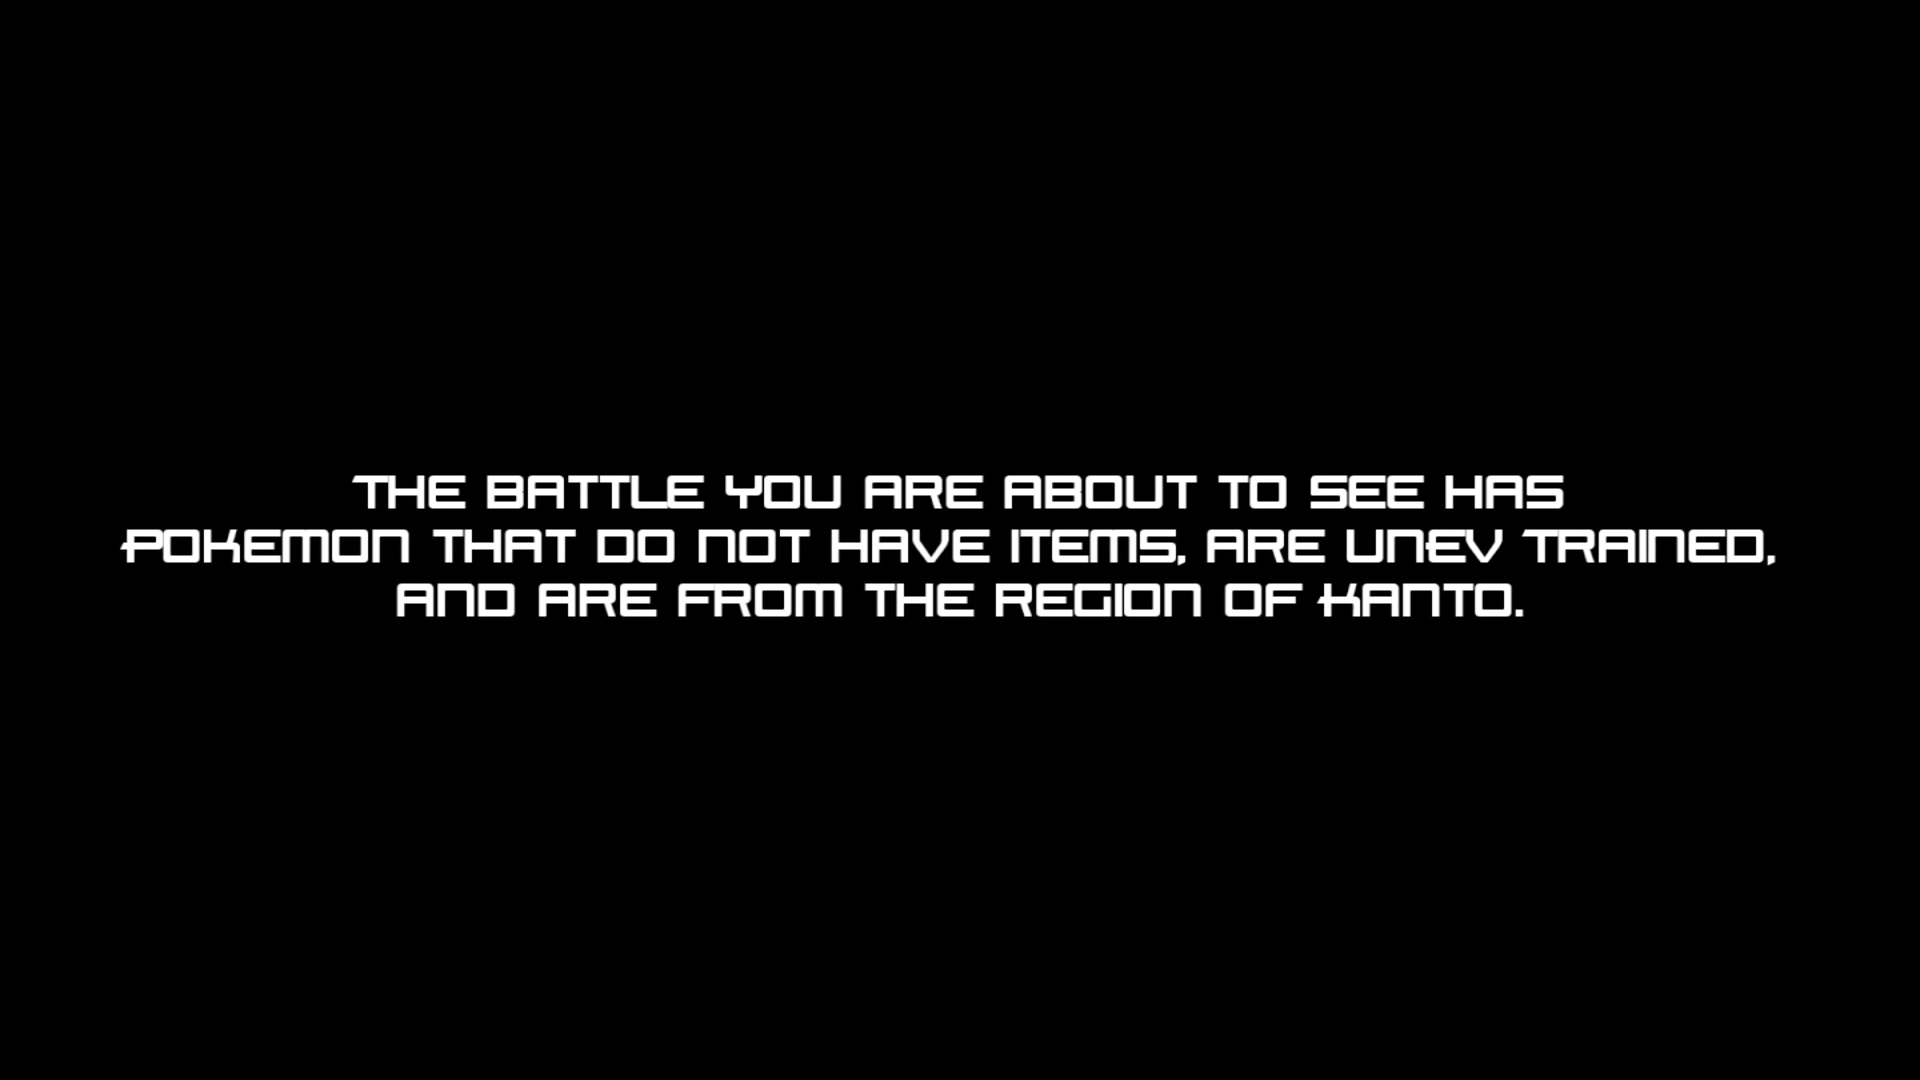 THE BATTLE YOU ARE ABOUT TO SEE HAS
POKEMON THAT DO NOT HAVE ITEMS, ARE UNEV TRAINED,
AND ARE FROM THE REGION OF KANTO.